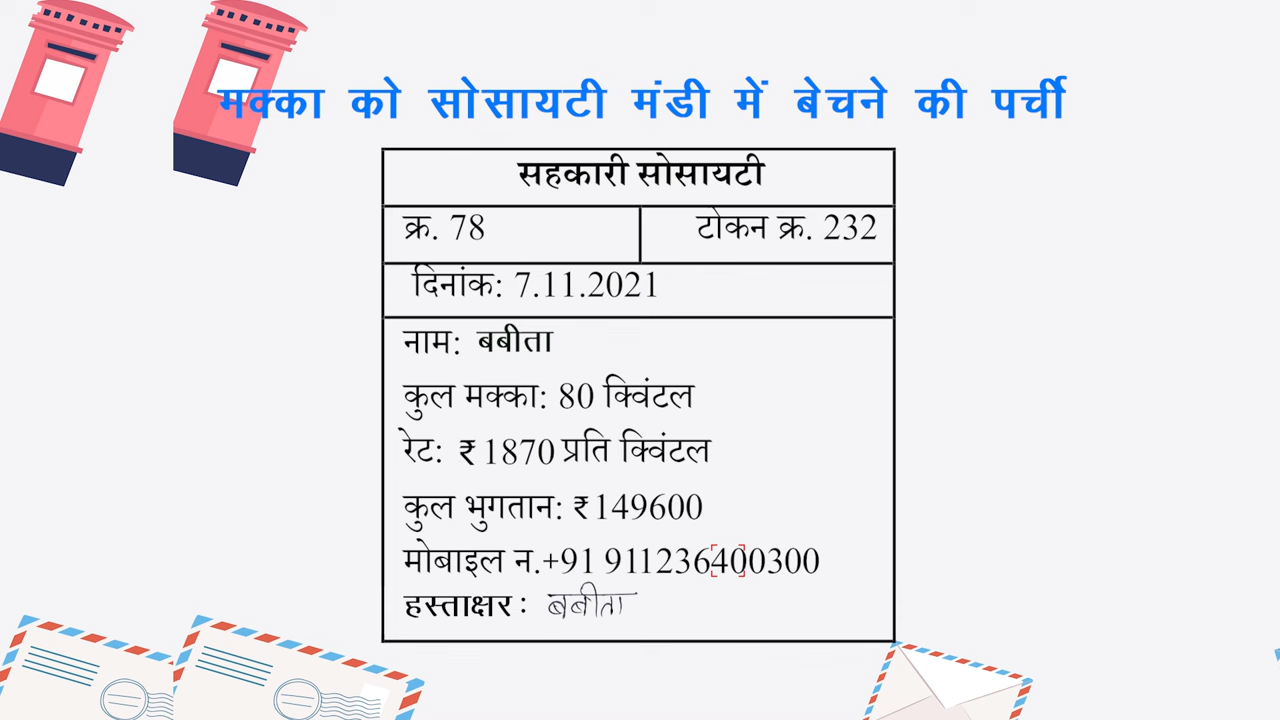 मक्का को सोसायटी मंडी में बेचने की पर्ची
सहकारी सोसायटी
क्र. 78 टोकन क्र. 232
दिनांक: 7.11.2021
नाम: बबीता
कुल मक्का: 80 क्विंटल
रेट: ₹ 1870 प्रति क्विंटल
कुल भुगतान: ₹ 149600
मोबाइल न.+91 911236400300
हस्ताक्षर : बबीता